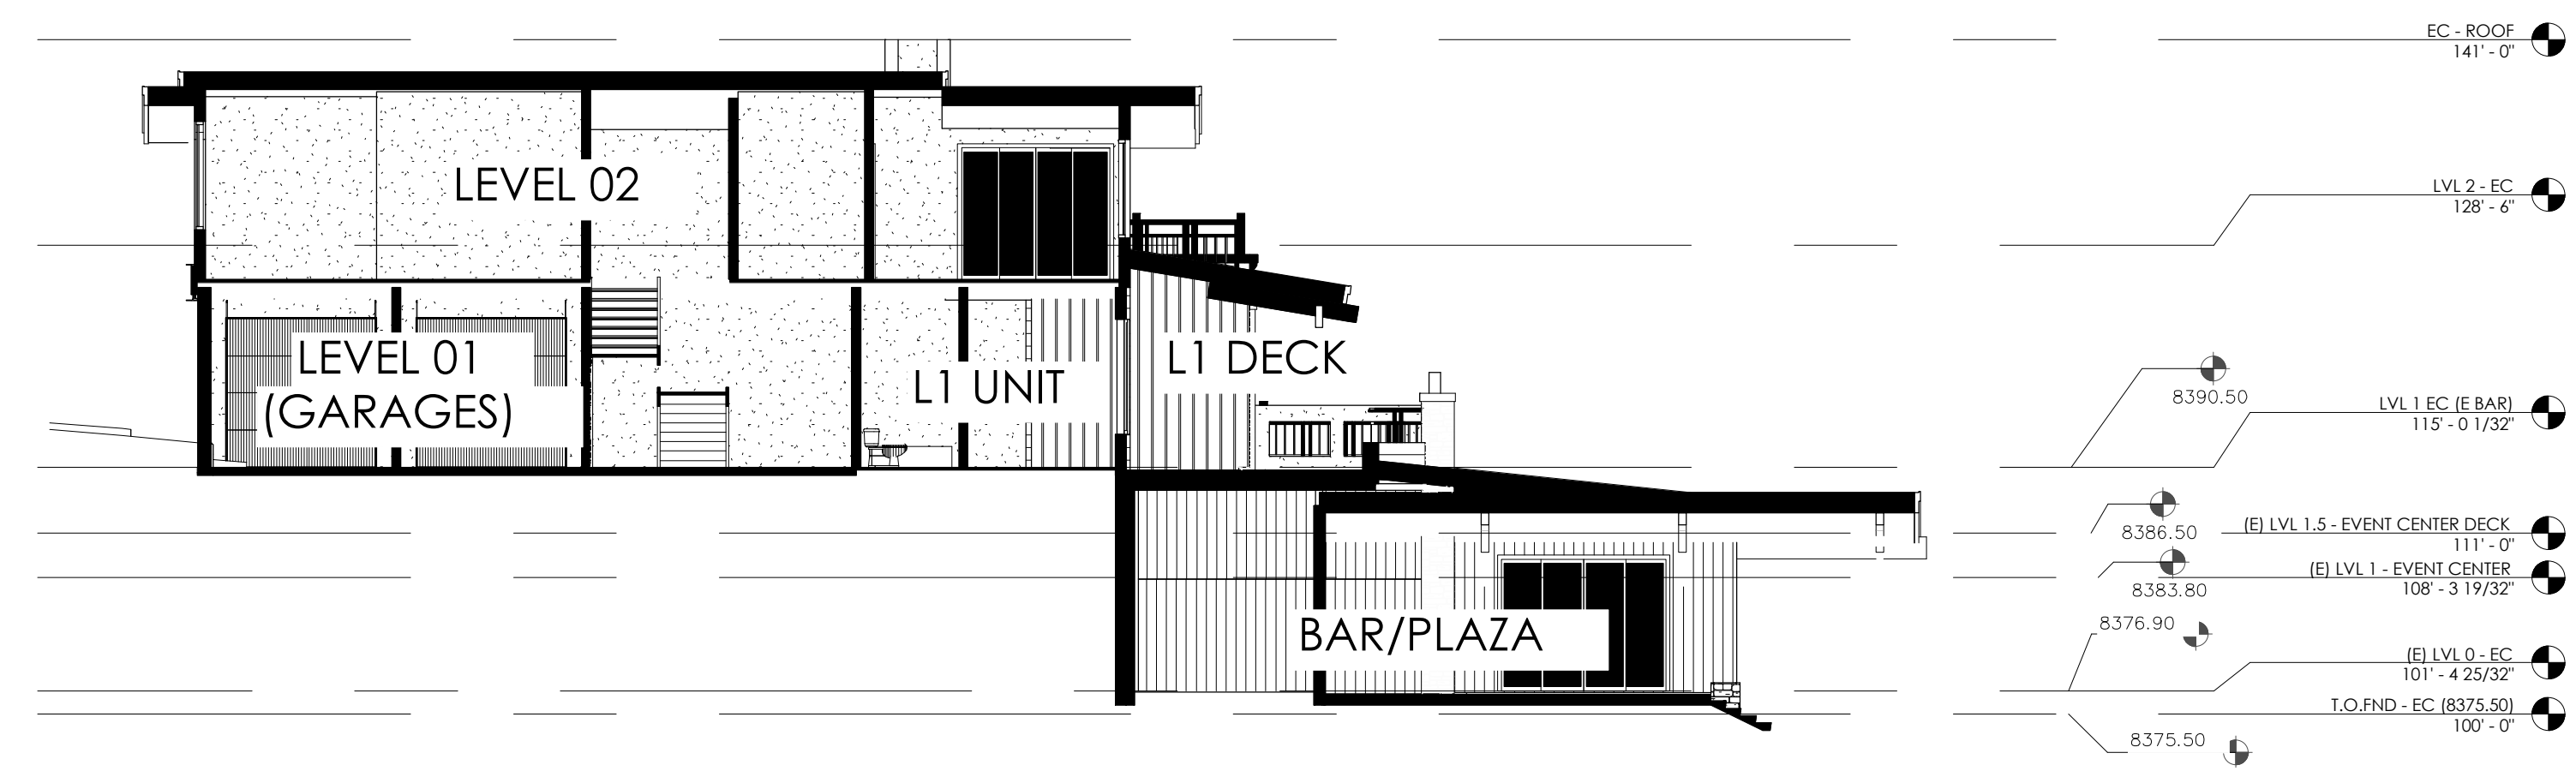 EC - ROOF
141' - 0"
LEVEL 02
LVL 2 - EC
128' - 6"
LEVEL 01
(GARAGES)
L1 UNIT
L1 DECK
8390.50
LVL 1 EC (E BAR)
115' - 0 1/32"
8386.50
(E) LVL 1.5 - EVENT CENTER DECK
111' - 0"
8383.80
(E) LVL 1 - EVENT CENTER
108' - 3 19/32"
BAR/PLAZA
8376.90
(E) LVL 0 - EC
101' - 4 25/32"
T.O.FND - EC (8375.50)
100' - 0"
8375.50